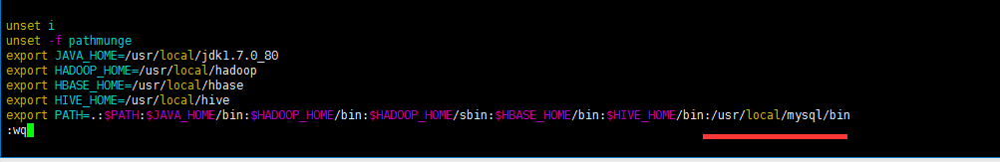 unset i
unset -f pathmunge
export JAVA_HOME=/usr/local/jdk1.7.0_80
export HADOOP_HOME=/usr/local/hadoop
export HBASE_HOME=/usr/local/hbase
export HIVE_HOME=/usr/local/hive
export PATH=.:$PATH:$JAVA_HOME/bin:$HADOOP_HOME/bin:$HADOOP_HOME/sbin:$HBASE_HOME/bin:$HIVE_HOME/bin:/usr/local/mysql/bin
:wq